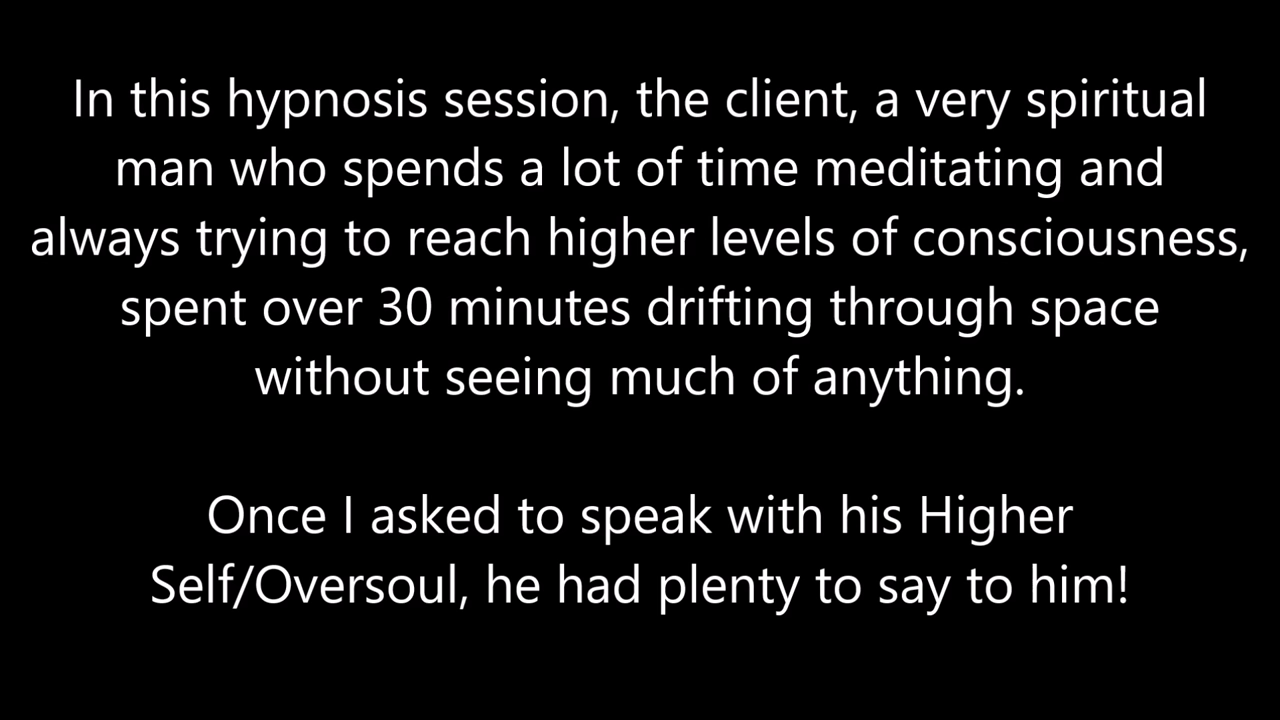 In this hypnosis session, the client, a very spiritual
man who spends a lot of time meditating and
always trying to reach higher levels of consciousness,
spent over 30 minutes drifting through space
without seeing much of anything.
Once I asked to speak with his Higher
Self/Oversoul, he had plenty to say to him!